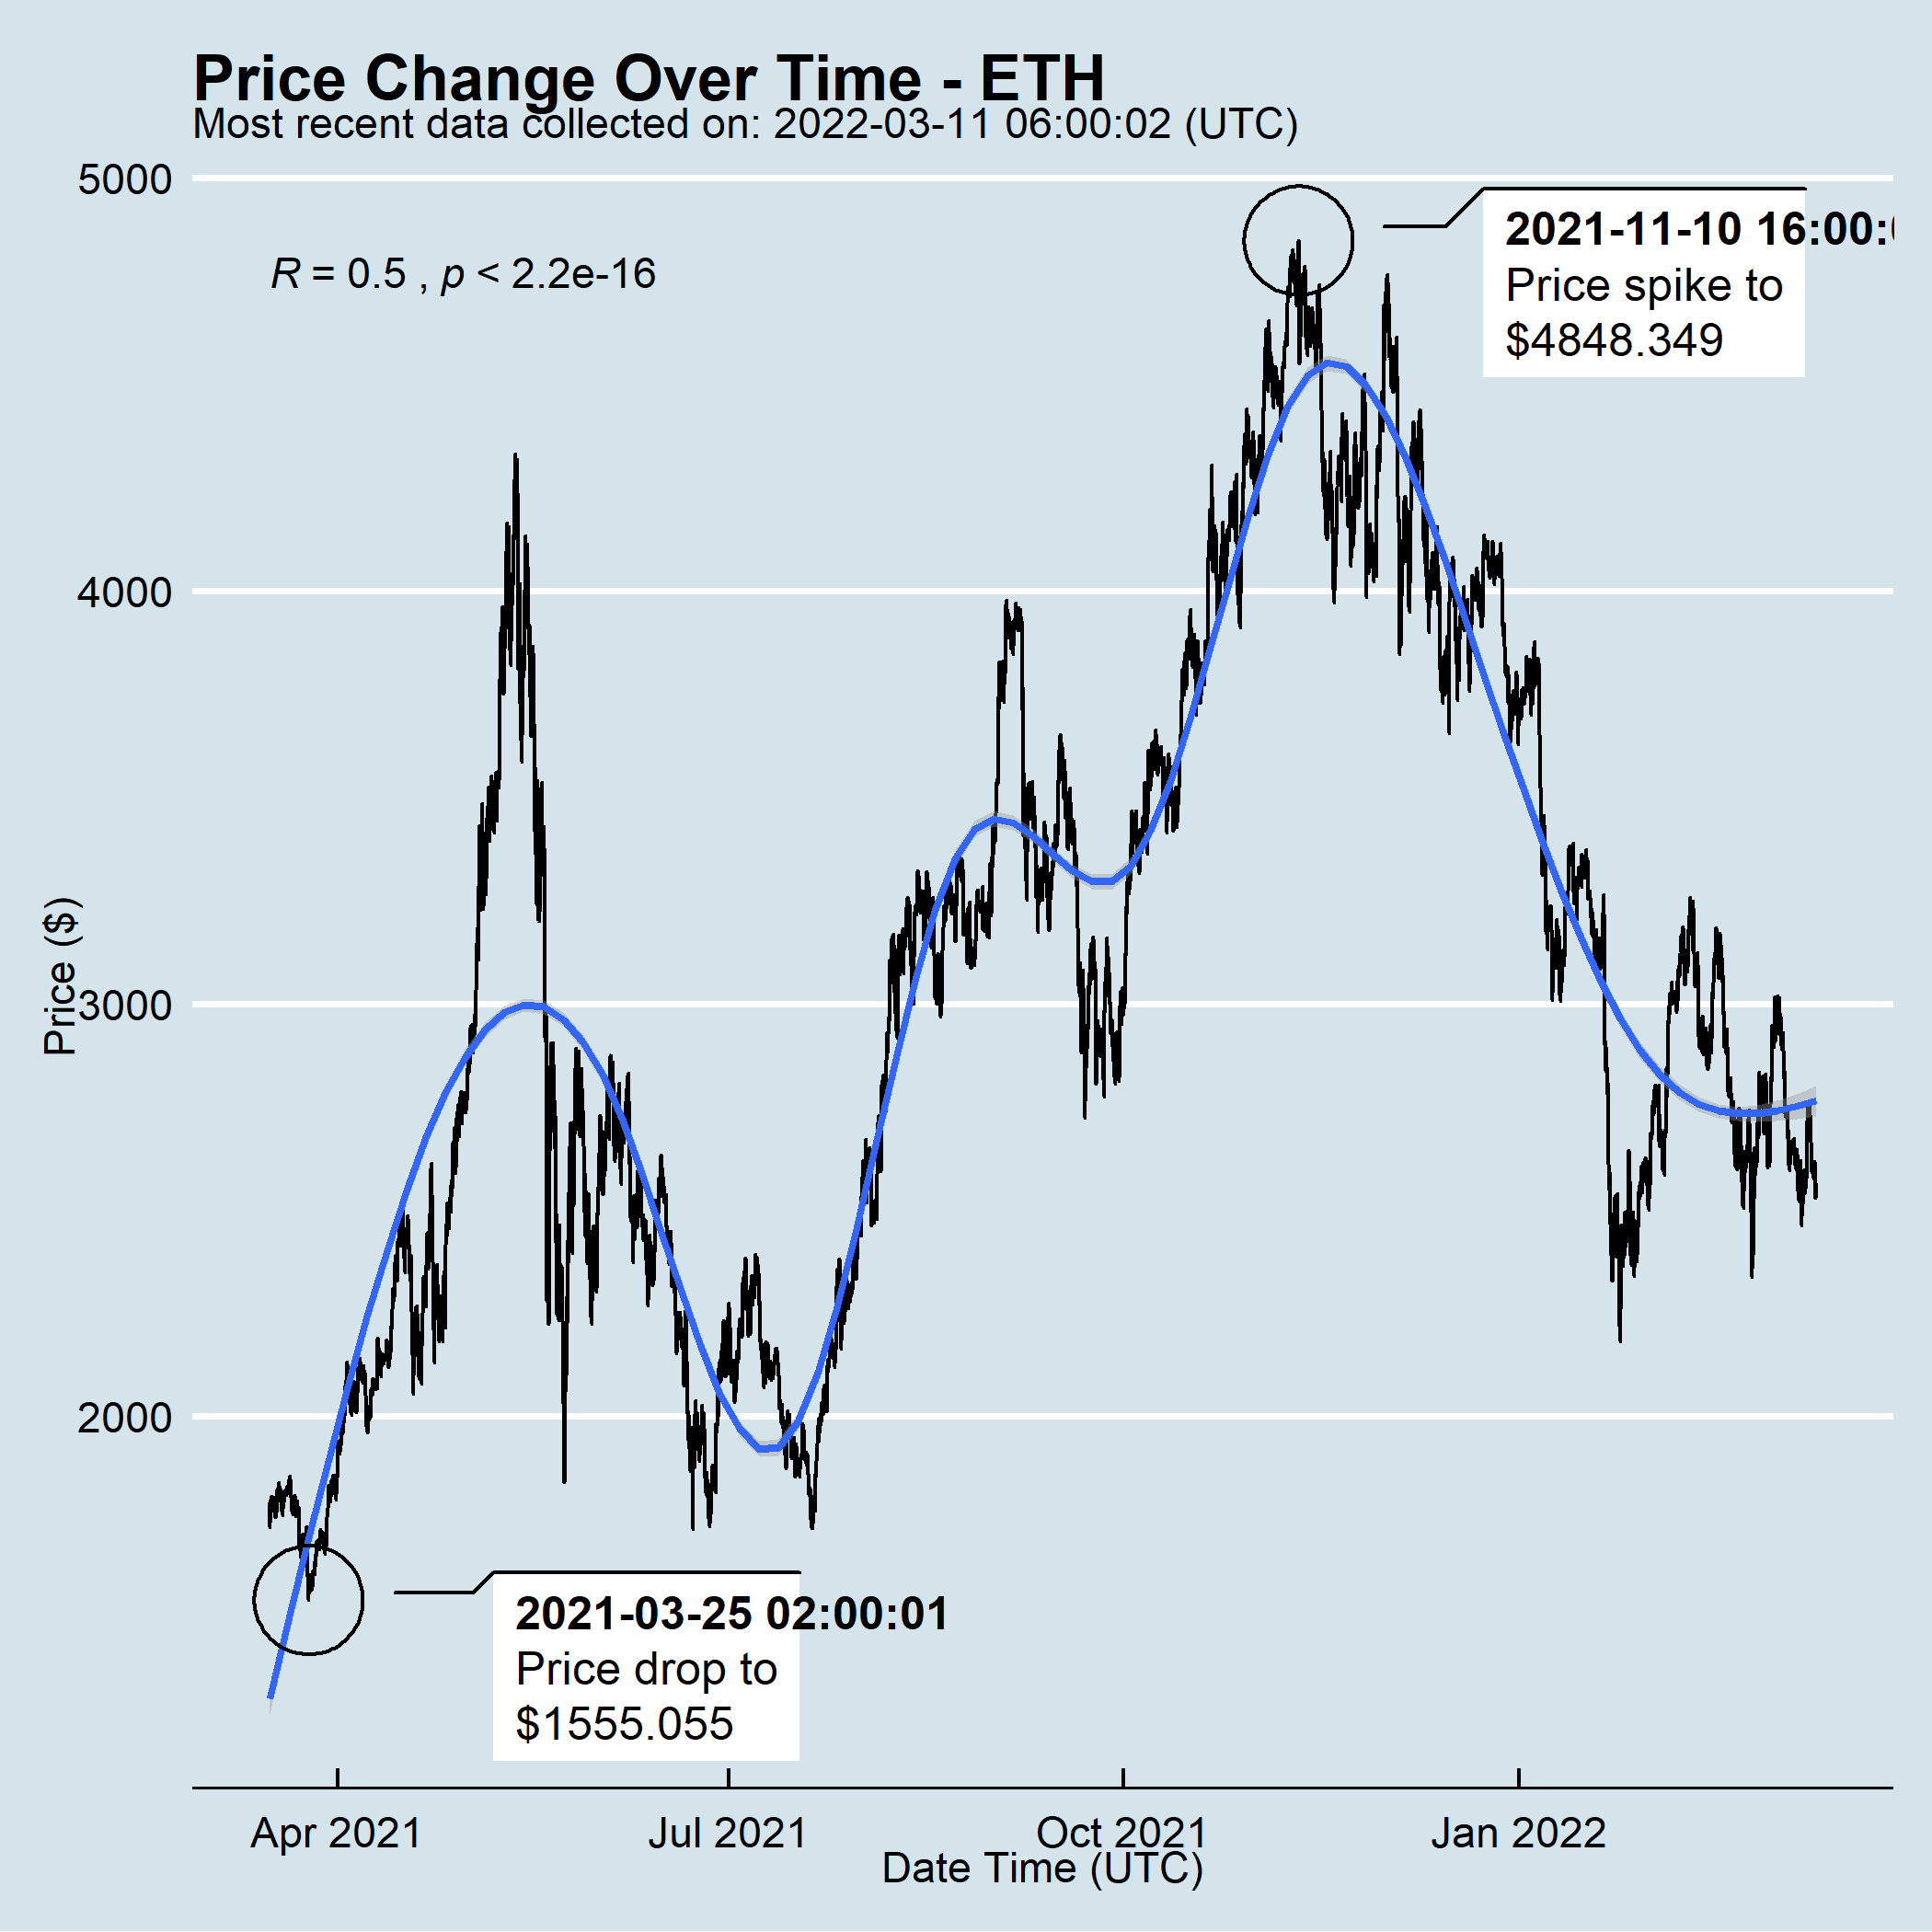 Price Change Over Time - ETH
Most recent data collected on: 2022-03-11 06:00:02 (UTC)
5000
2021-11-10 16:00:
Price spike to
$4848.349
R = 0.5 , p < 2.2e-16
4000
Price ($)
3000
2000
2021-03-25 02:00:01
Price drop to
$1555.055
Apr 2021 Jul 2021 Oct 2021 Jan 2022
Date Time (UTC)